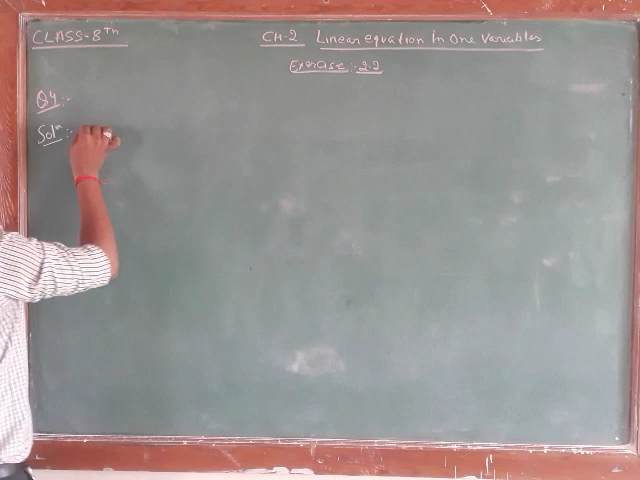 CLASS-8TH CH.2 Linear equation In One Variables
Exercise:-2.2
Q4:-
Solⁿ:-